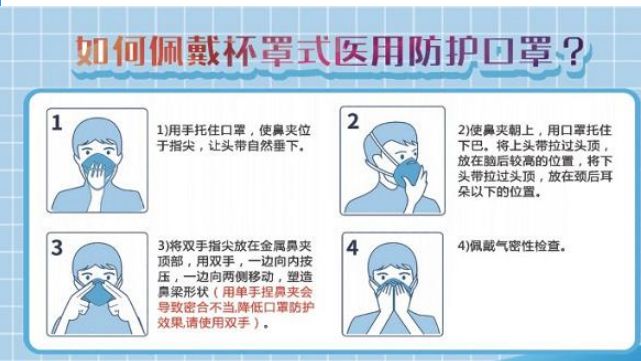 如何佩戴杯罩式医用防护口罩？
1
1)用手托住口罩，使鼻夹位
于指尖，让头带自然垂下。
2
2)使鼻夹朝上，用口罩托住
下巴。将上头带拉过头顶，
放在脑后较高的位置，将下
头带拉过头顶，放在颈后耳
朵以下的位置。
3
3)将双手指尖放在金属鼻夹
顶部，用双手，一边向内按
压，一边向两侧移动，塑造
鼻梁形状（用单手捏鼻夹会
导致密合不当,降低口罩防护
效果,请使用双手）。
4
4)佩戴气密性检查。